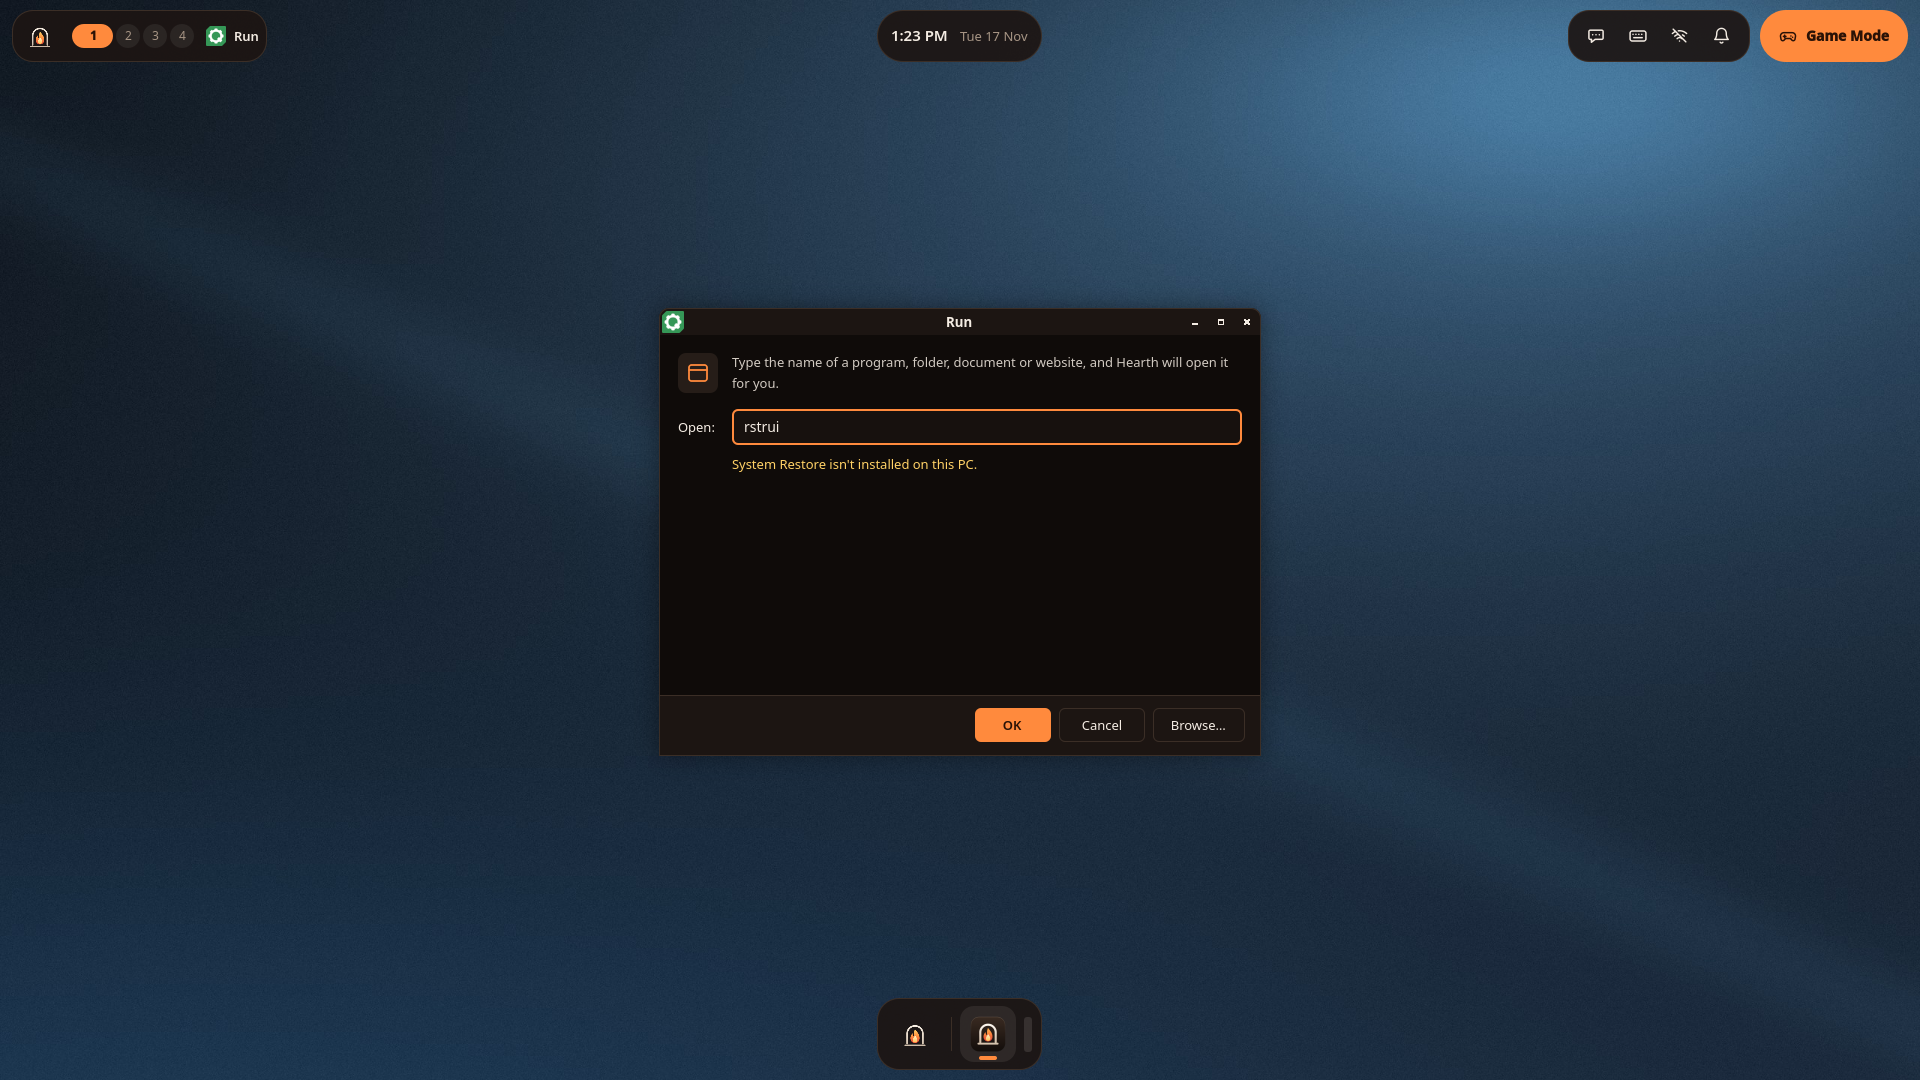 1 2 3 4 Run
1:23 PM Tue 17 Nov
Game Mode
Run
Type the name of a program, folder, document or website, and Hearth will open it
for you.
Open: rstrui
System Restore isn't installed on this PC.
OK Cancel Browse...